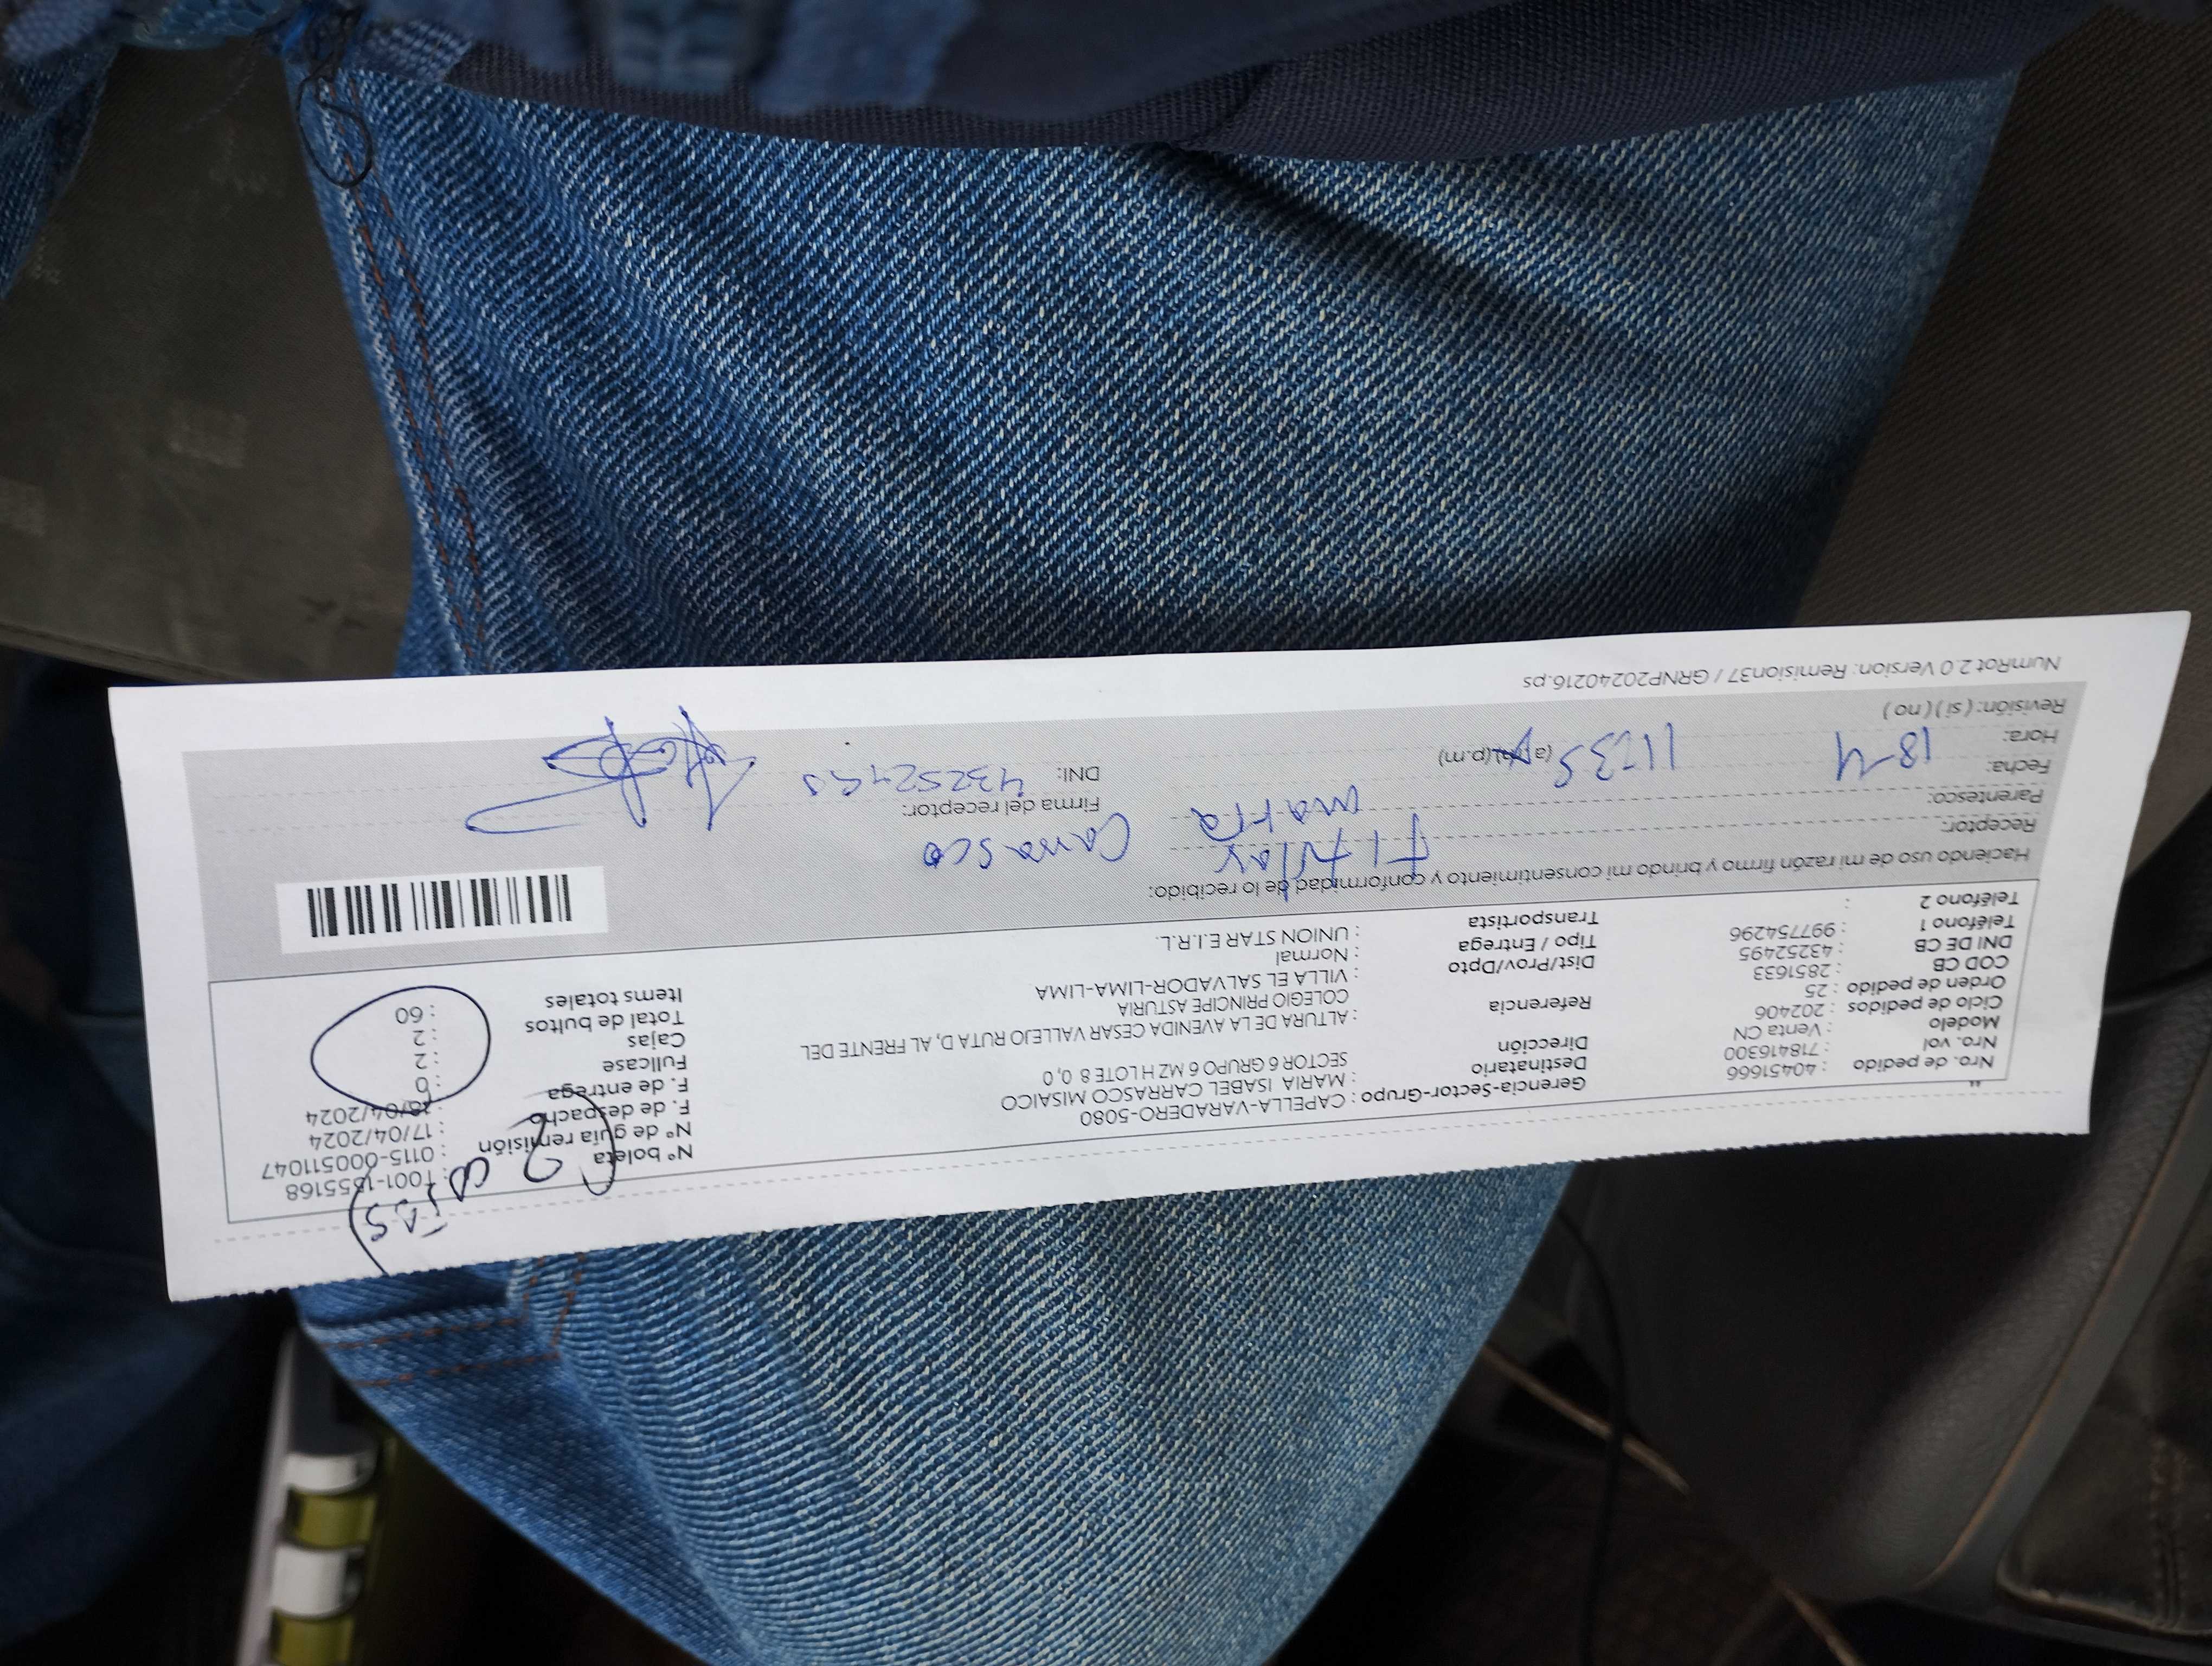 Nro. de pedido : 40451666
Nro. vol : 718416300
Modelo : Venta CN
Ciclo de pedidos : 202406
Orden de pedido : 25
COD CB : 2851633
DNI DE CB : 43252495
Teléfono 1 : 997754296
Teléfono 2 :
Gerencia-Sector-Grupo : CAPELLA-VARADERO-5080
Destinatario : MARIA ISABEL CARRASCO MISAICO
Dirección SECTOR 6 GRUPO 6 MZ H LOTE 8 0,0
Referencia : ALTURA DE LA AVENIDA CESAR VALLEJO RUTA D, AL FRENTE DEL
COLEGIO PRINCIPE ASTURIA
Dist/Prov/Dpto : VILLA EL SALVADOR-LIMA-LIMA
Tipo / Entrega : Normal
Transportista : UNION STAR E.I.R.L.
N° boleta : T001-1555168
N° de guía remisión : 0115-000511047
F. de despacho : 17/04/2024
F. de entrega : 18/04/2024
Fullcase : 0
Cajas : 2
Total de bultos : 2
Items totales : 60
2 CAJAS
Haciendo uso de mi razón firmo y brindo mi consentimiento y conformidad de lo recibido:
Receptor: Carrasco
Parentesco: Titular Maria
Fecha: 18-4
Hora: (a.m)(p.m)
Revisión: ( si ) ( no )
Firma del receptor:
DNI: 43252495
NumRot 2.0 Version: Remision37 / GRNP20240216.ps